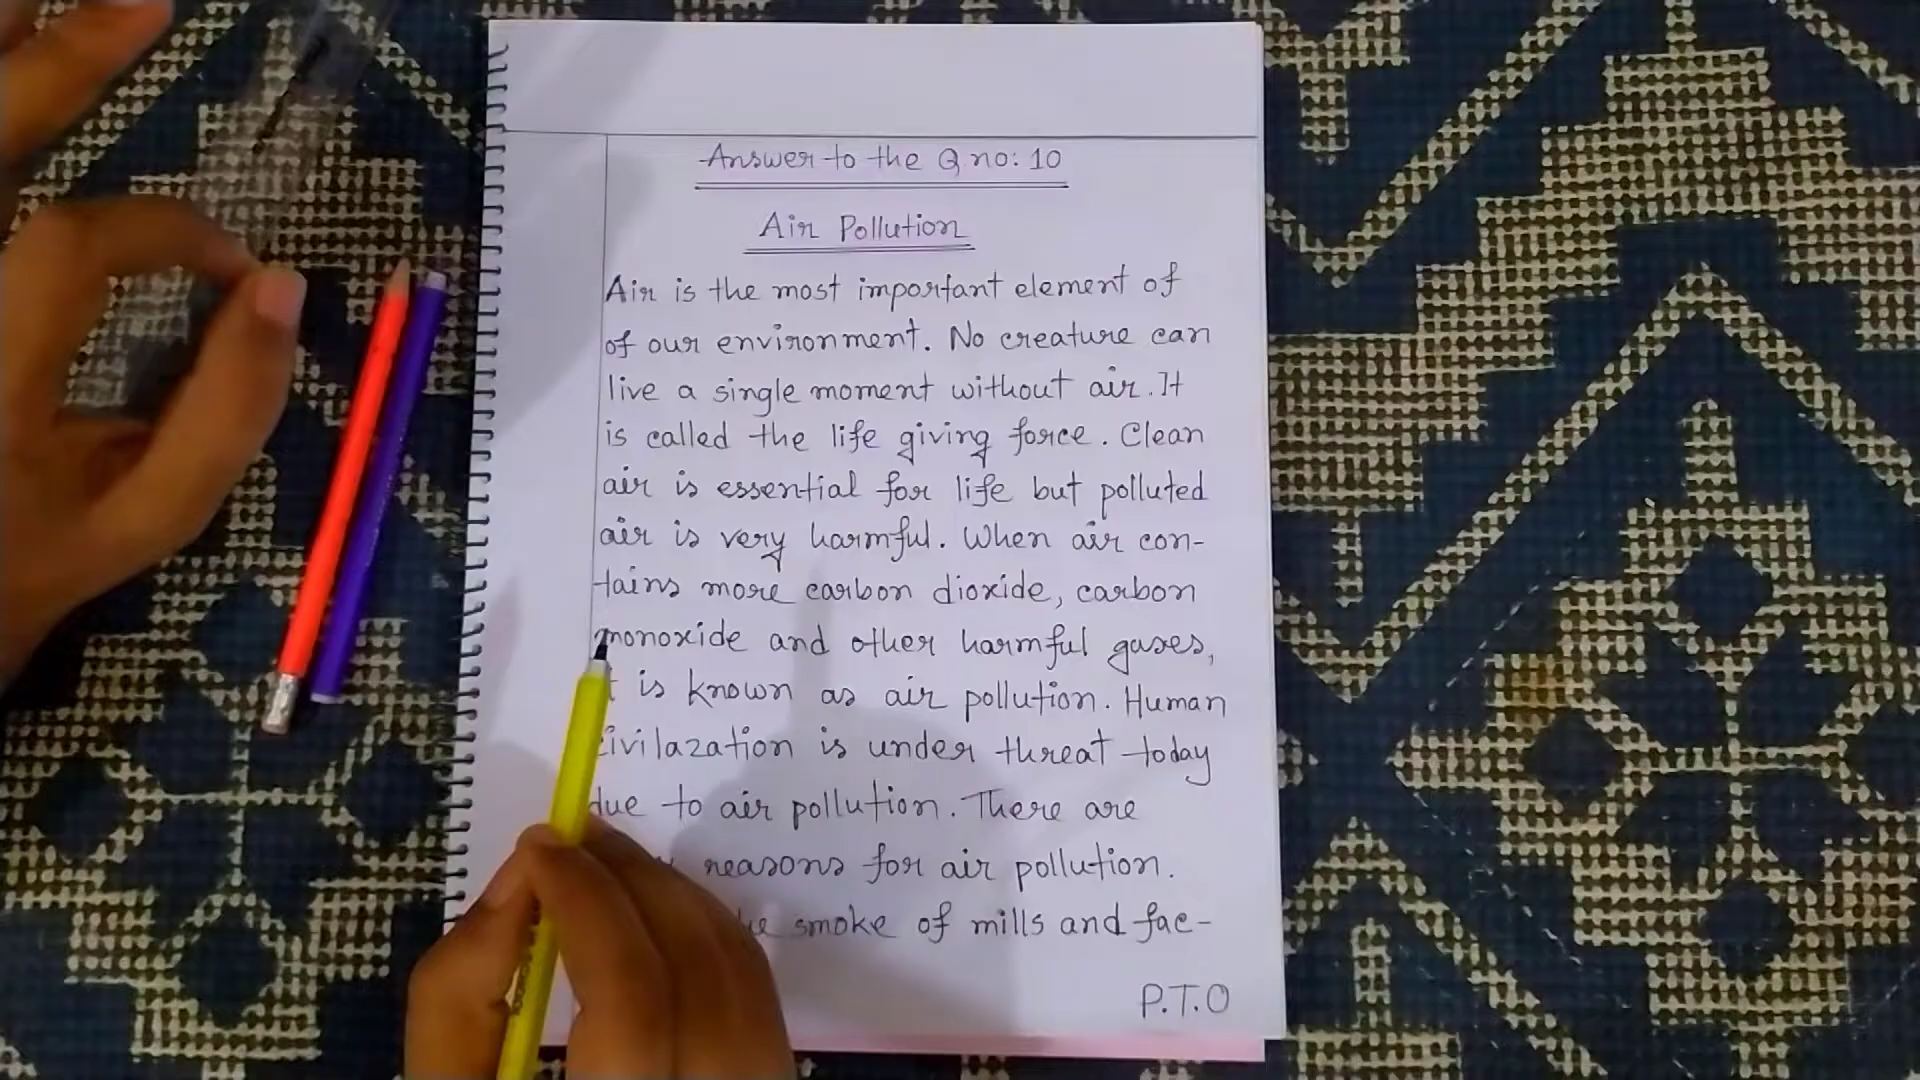 Answer to the Q no: 10
Air Pollution
Air is the most important element of
of our environment. No creature can
live a single moment without air. It
is called the life giving force. Clean
air is essential for life but polluted
air is very harmful. When air con-
tains more carbon dioxide, carbon
monoxide and other harmful gases,
is known as air pollution. Human
civilazation is under threat today
due to air pollution. There are
reasons for air pollution.
smoke of mills and fac-
P.T.O